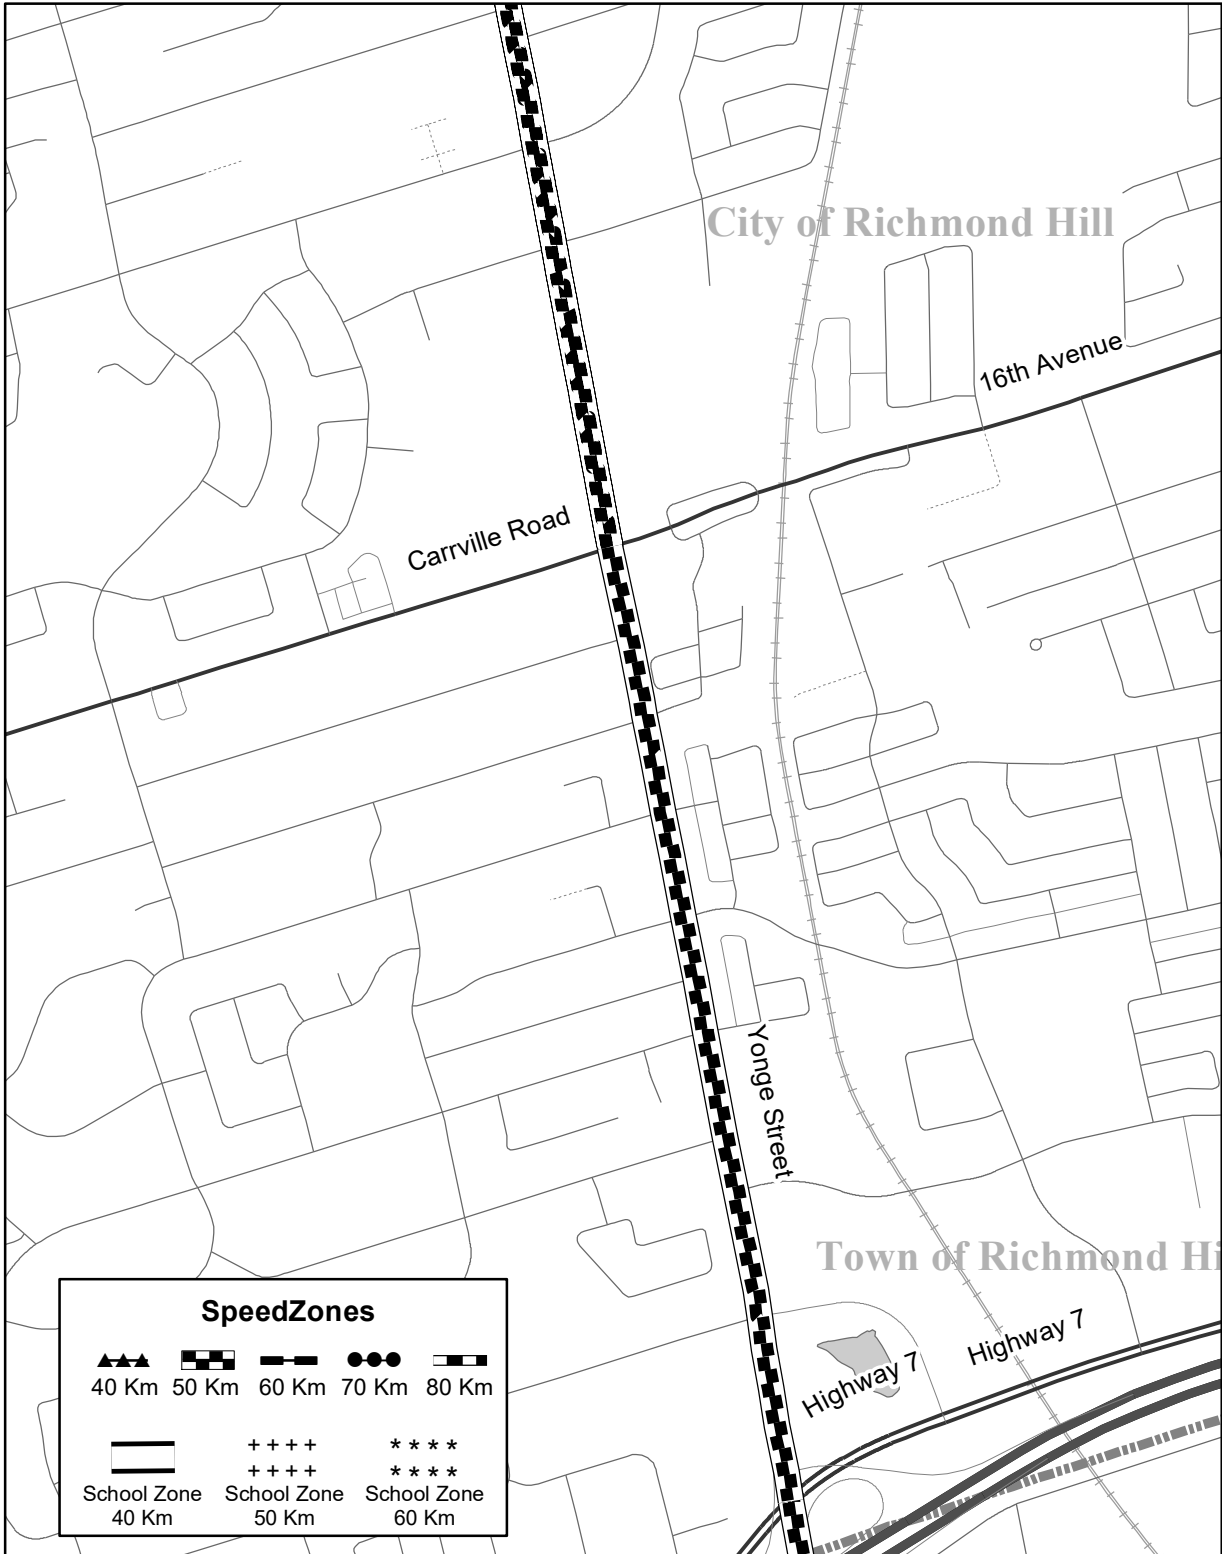 City of Richmond Hill
16th Avenue
Carrville Road
Yonge Street
Town of Richmond Hi
Highway 7
Highway 7
SpeedZones
40 Km 50 Km 60 Km 70 Km 80 Km
+ + + + * * * *
+ + + + * * * *
School Zone School Zone School Zone
40 Km 50 Km 60 Km